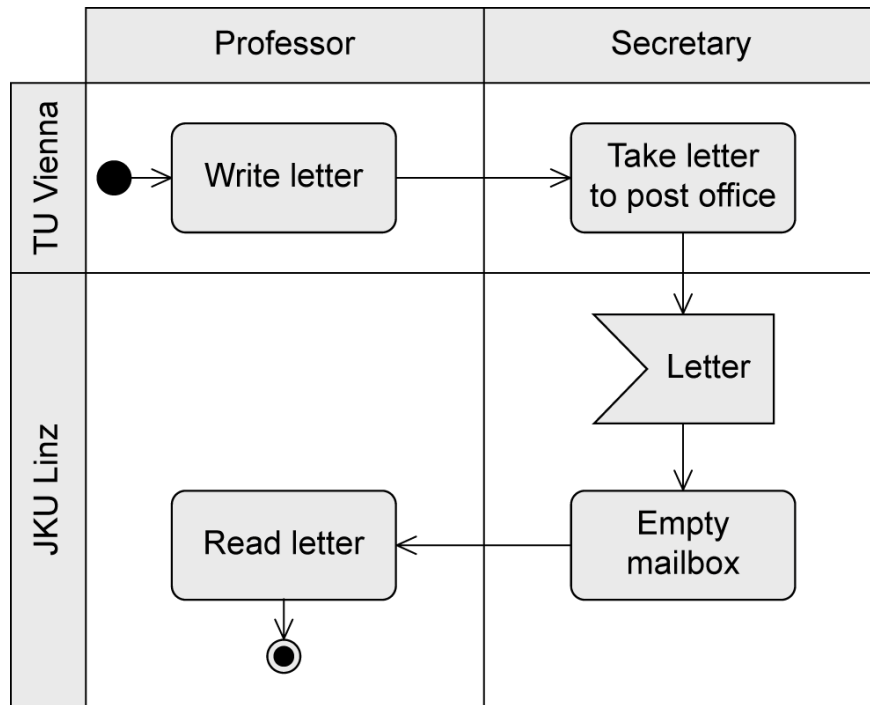 Professor
Secretary
TU Vienna
Write letter
Take letter
to post office
JKU Linz
Letter
Read letter
Empty
mailbox